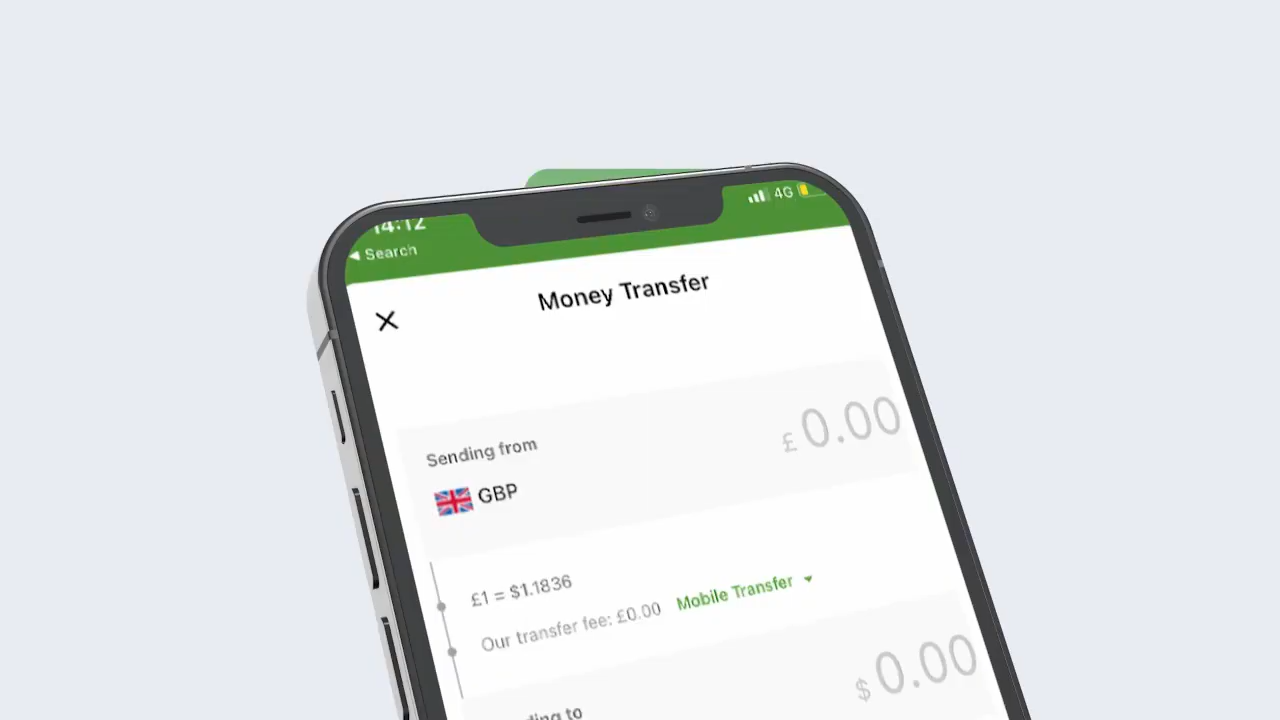 14:12
4G
◀ Search
Money Transfer
Sending from
£ 0.00
GBP
£1 = $1.1836
Our transfer fee: £0.00 Mobile Transfer
$ 0.00
to